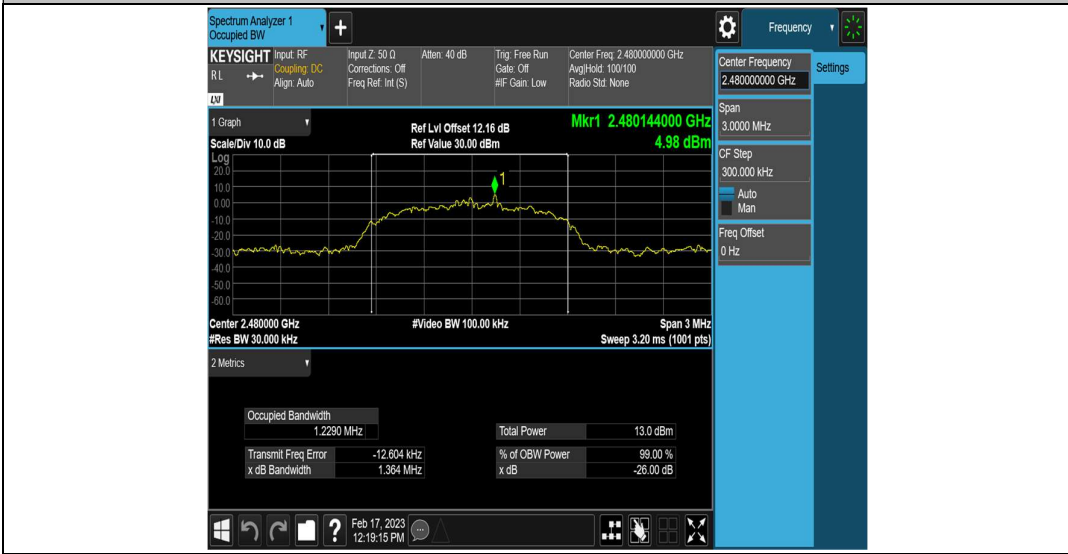 Spectrum Analyzer 1
Occupied BW
+
Frequency
KEYSIGHT
RL
LXI
Input: RF
Coupling: DC
Align: Auto
Input Z: 50 Ω
Corrections: Off
Freq Ref: Int (S)
Atten: 40 dB
Trig: Free Run
Gate: Off
#IF Gain: Low
Center Freq: 2.480000000 GHz
Avg|Hold: 100/100
Radio Std: None
Center Frequency
2.480000000 GHz
Settings
Span
3.0000 MHz
CF Step
300.000 kHz
Auto
Man
Freq Offset
0 Hz
1 Graph
Scale/Div 10.0 dB
Ref Lvl Offset 12.16 dB
Ref Value 30.00 dBm
Mkr1 2.480144000 GHz
4.98 dBm
Log
20.0
10.0
0.00
-10.0
-20.0
-30.0
-40.0
-50.0
-60.0
1
Center 2.480000 GHz
#Res BW 30.000 kHz
#Video BW 100.00 kHz
Span 3 MHz
Sweep 3.20 ms (1001 pts)
2 Metrics
Occupied Bandwidth
1.2290 MHz
Total Power 13.0 dBm
Transmit Freq Error -12.604 kHz
% of OBW Power 99.00 %
x dB Bandwidth 1.364 MHz
x dB -26.00 dB
?
Feb 17, 2023
12:19:15 PM